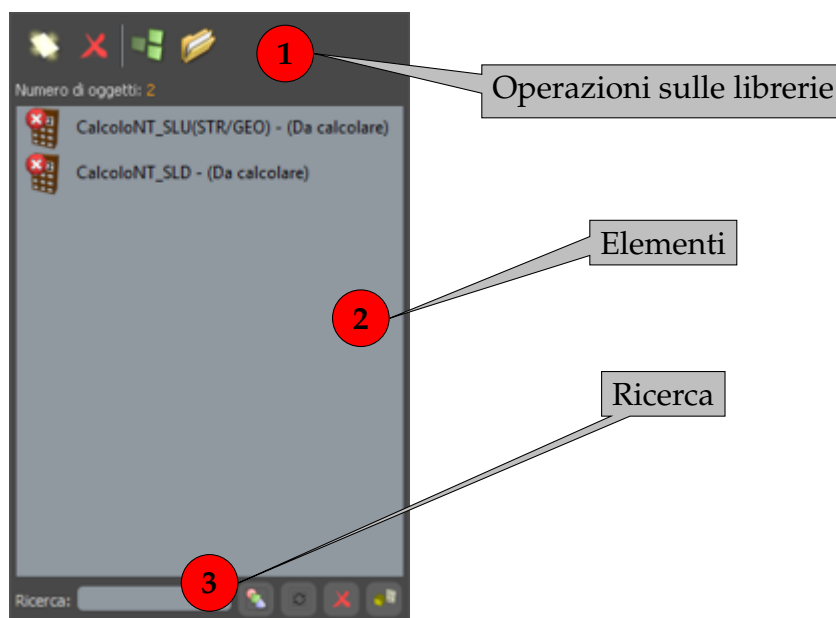 1
Operazioni sulle librerie
Numero di oggetti: 2
CalcoloNT_SLU(STR/GEO) - (Da calcolare)
CalcoloNT_SLD - (Da calcolare)
Elementi
2
Ricerca
3
Ricerca: